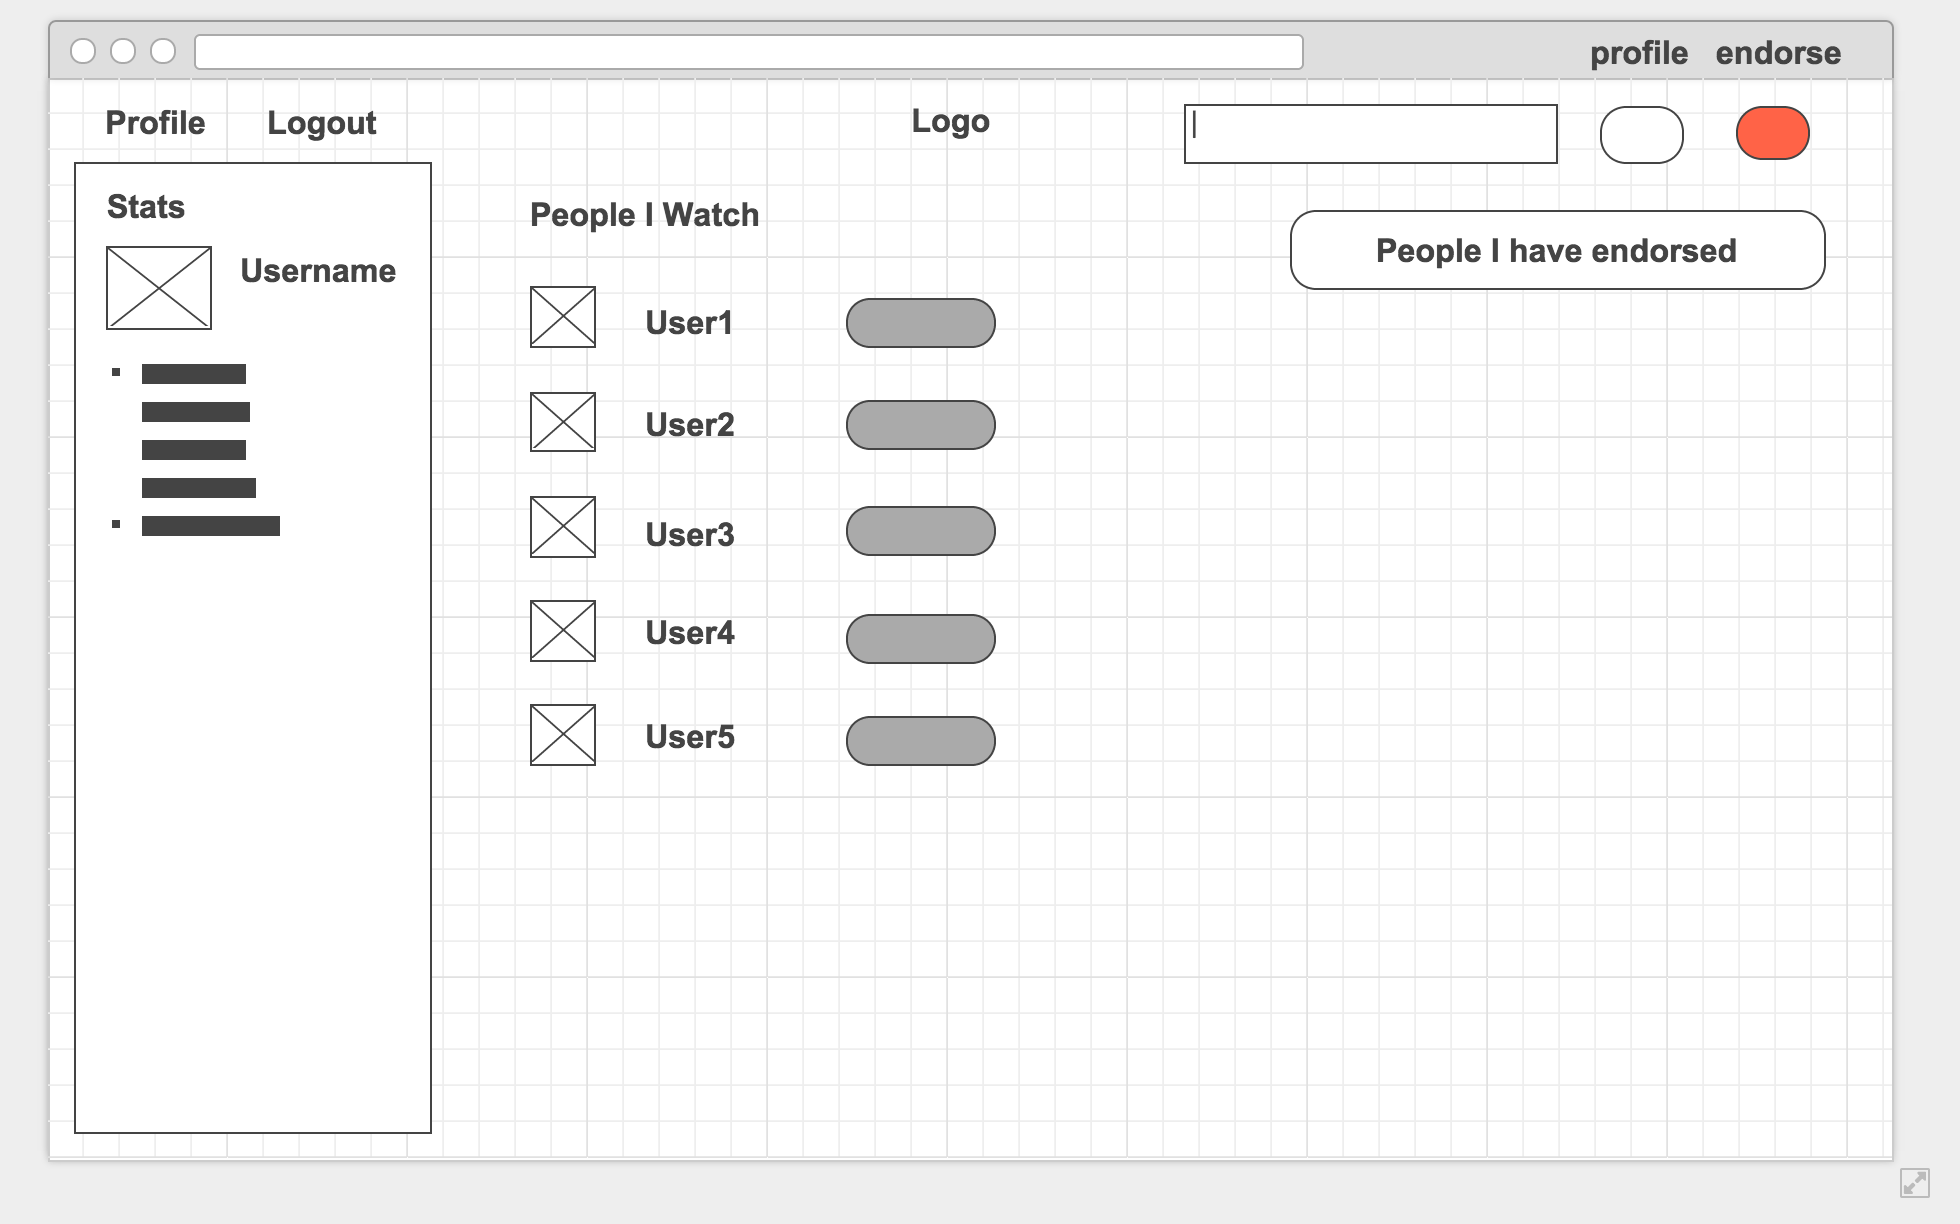 profile endorse
Profile Logout Logo
Stats
People I Watch
People I have endorsed
Username
User1
User2
User3
User4
User5